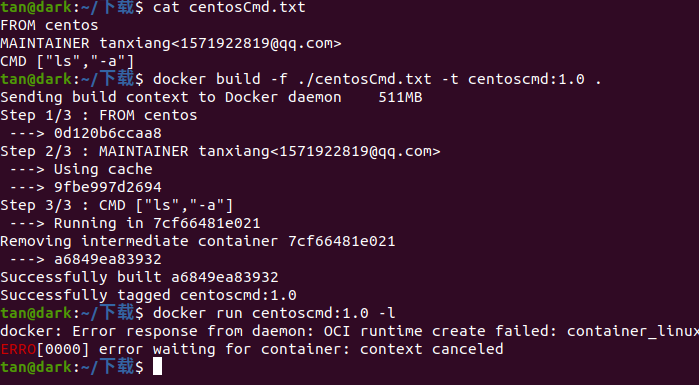 tan@dark:~/下载$ cat centosCmd.txt
FROM centos
MAINTAINER tanxiang<1571922819@qq.com>
CMD ["ls","-a"]
tan@dark:~/下载$ docker build -f ./centosCmd.txt -t centoscmd:1.0 .
Sending build context to Docker daemon    511MB
Step 1/3 : FROM centos
 ---> 0d120b6ccaa8
Step 2/3 : MAINTAINER tanxiang<1571922819@qq.com>
 ---> Using cache
 ---> 9fbe997d2694
Step 3/3 : CMD ["ls","-a"]
 ---> Running in 7cf66481e021
Removing intermediate container 7cf66481e021
 ---> a6849ea83932
Successfully built a6849ea83932
Successfully tagged centoscmd:1.0
tan@dark:~/下载$ docker run centoscmd:1.0 -l
docker: Error response from daemon: OCI runtime create failed: container_linux
ERRO[0000] error waiting for container: context canceled
tan@dark:~/下载$